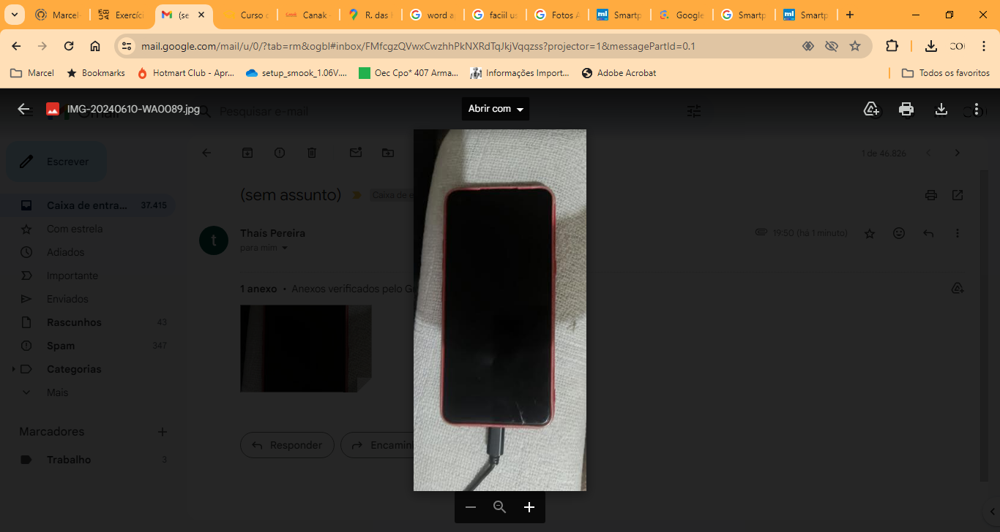 Marcel-
Exercíci
(se
Curso d
Canak -
R. das
word a
faciil us
Fotos A
Smartp
Google
Smartp
Smartp
mail.google.com/mail/u/0/?tab=rm&ogbl#inbox/FMfcgzQVwxCwzhhPkNXRdTqJkjVqqzss?projector=1&messagePartId=0.1
Marcel
Bookmarks
Hotmart Club - Apr...
setup_smook_1.06V....
Oec Cpo* 407 Arma...
Informações Import...
Adobe Acrobat
Todos os favoritos
IMG-20240610-WA0089.jpg
Gmail
Pesquisar e-mail
Abrir com
Escrever
1 de 46.826
(sem assunto)
Caixa de e
Caixa de entra... 37.415
Com estrela
Thais Pereira
19:50 (há 1 minuto)
para mim
Adiados
Importante
1 anexo • Anexos verificados pelo G
Enviados
Rascunhos 43
Spam 347
Categorias
Mais
Marcadores
Responder
Encamin
Trabalho 3